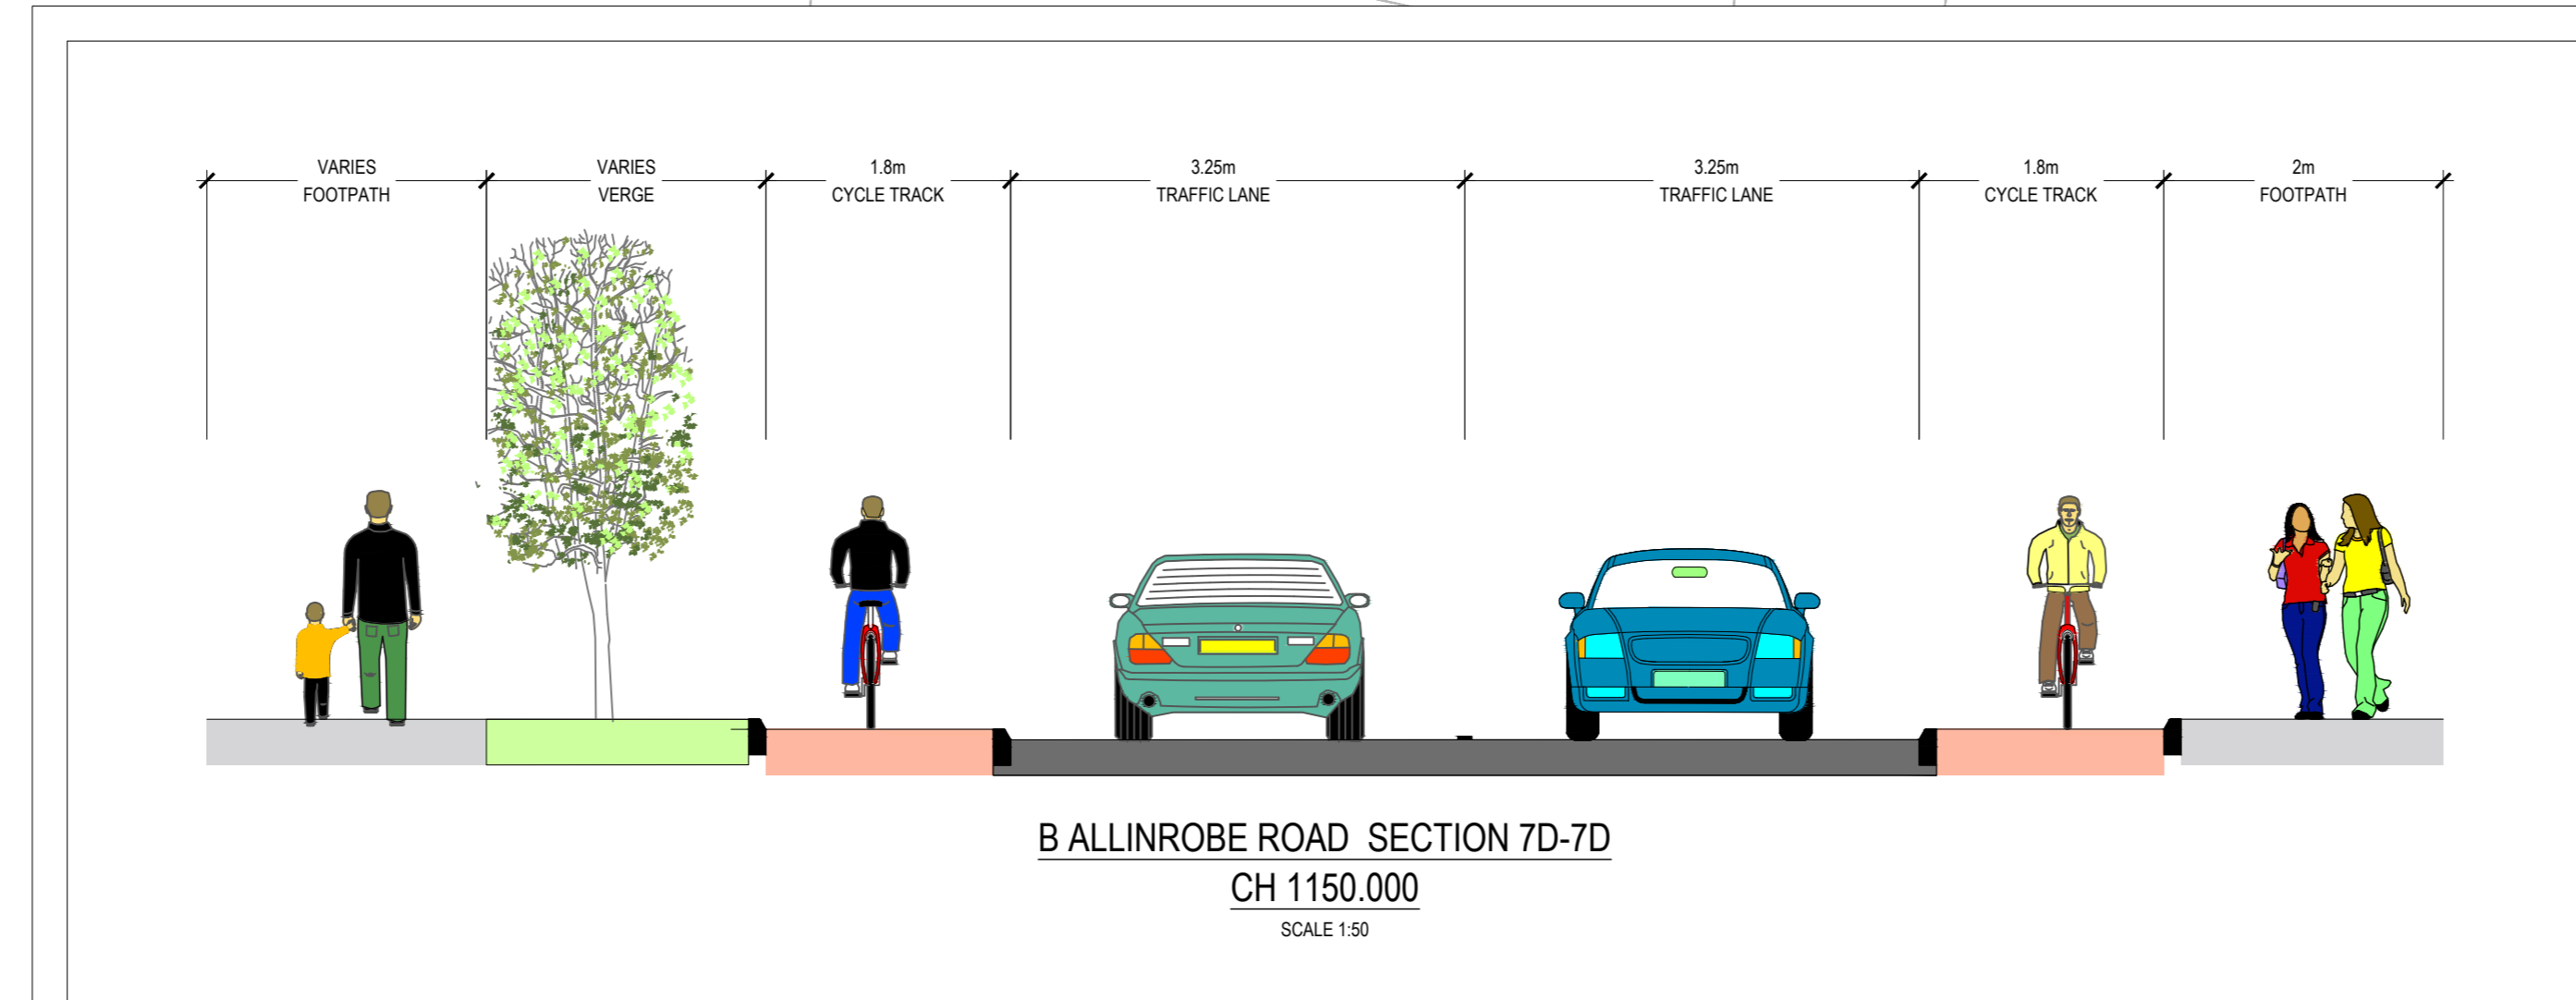 VARIES
FOOTPATH
VARIES
VERGE
1.8m
CYCLE TRACK
3.25m
TRAFFIC LANE
3.25m
TRAFFIC LANE
1.8m
CYCLE TRACK
2m
FOOTPATH
B ALLINROBE ROAD SECTION 7D-7D
CH 1150.000
SCALE 1:50